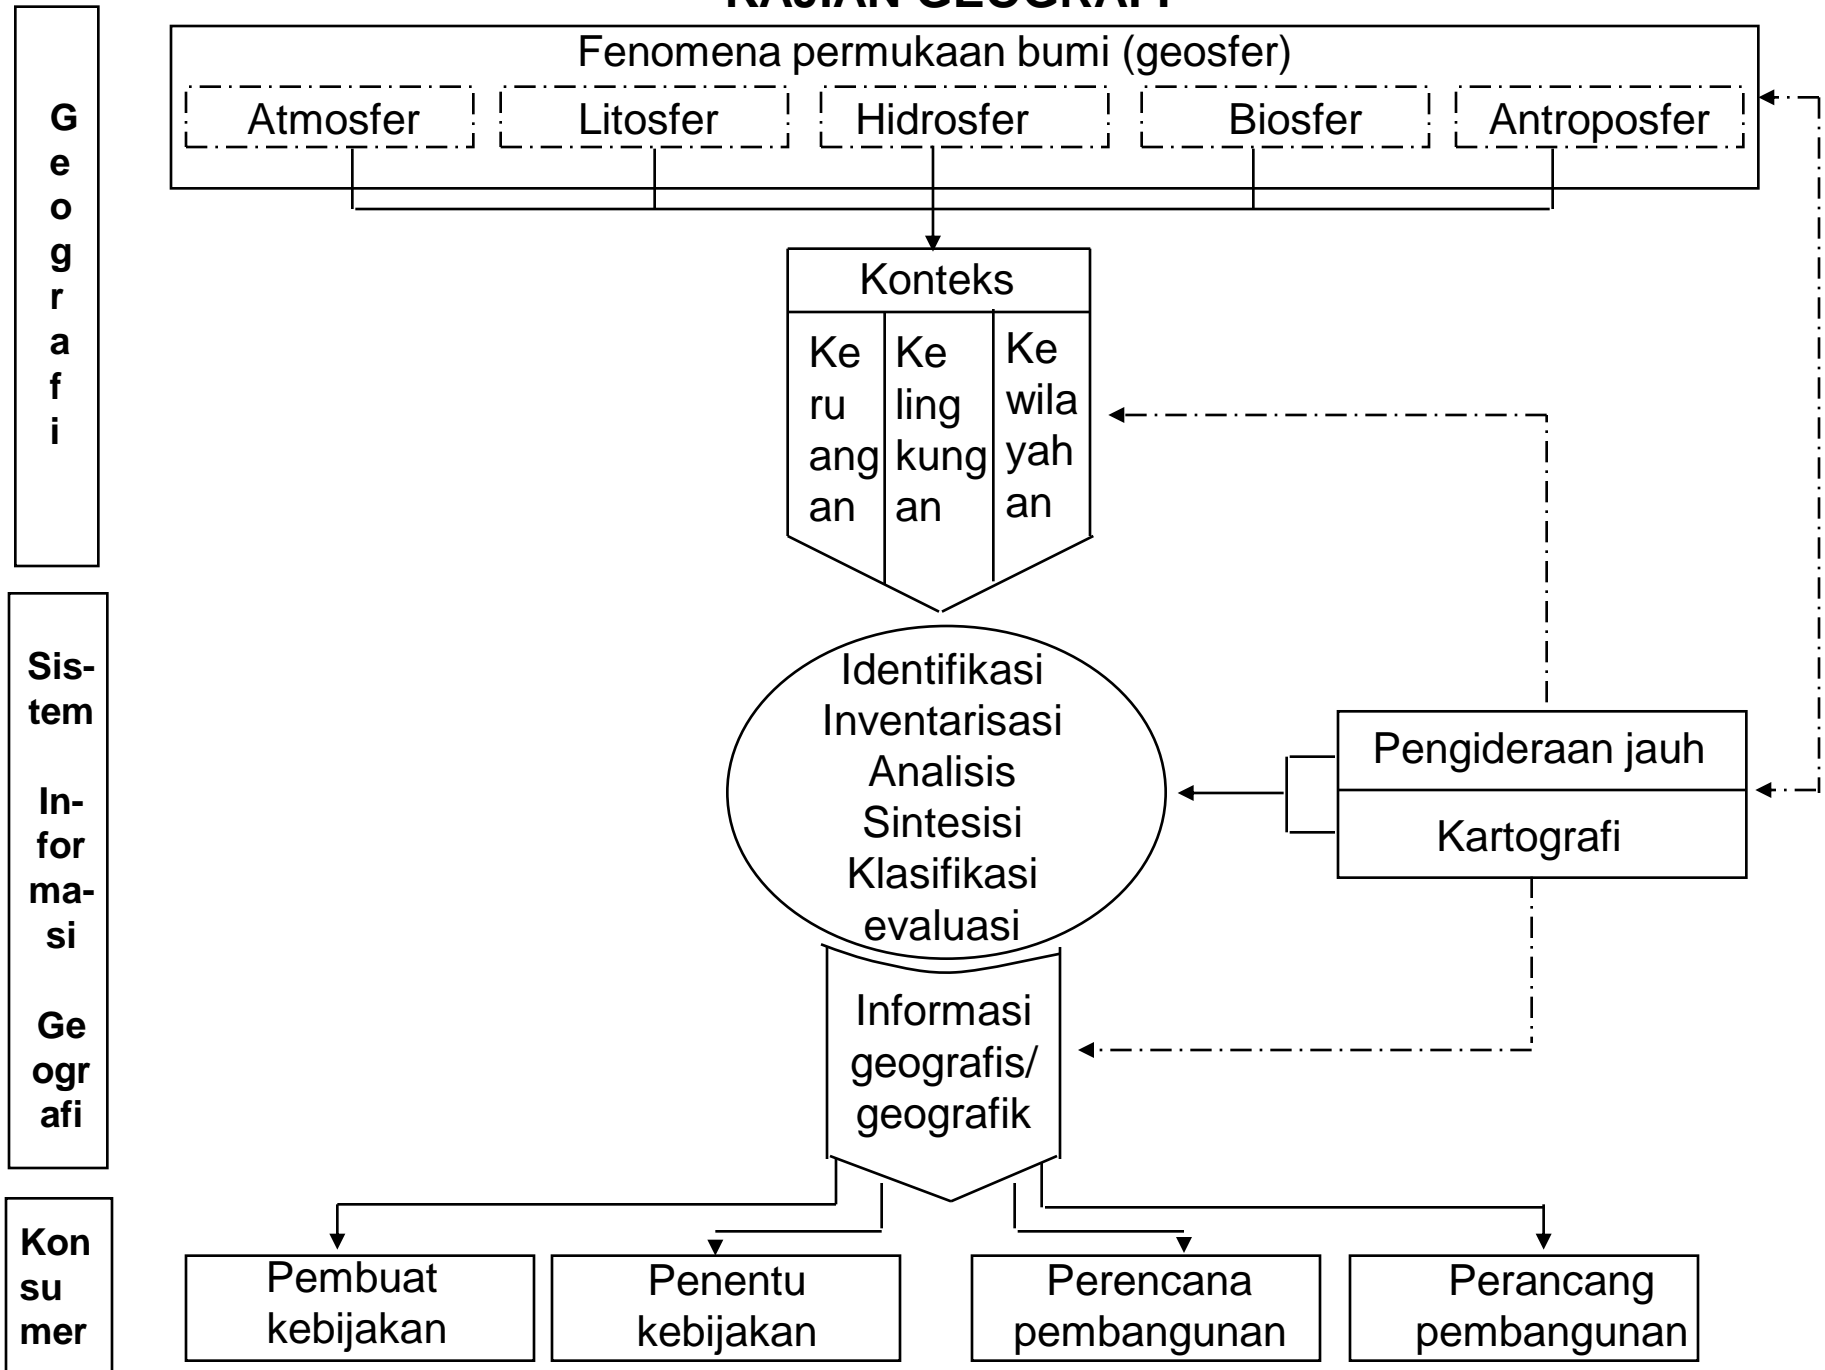 KAJIAN GEOGRAFI
Fenomena permukaan bumi (geosfer)
Atmosfer
Litosfer
Hidrosfer
Biosfer
Antroposfer
G
e
o
g
r
a
f
i
Konteks
Ke
ru
ang
an
Ke
ling
kung
an
Ke
wila
yah
an
Sis-
tem
In-
for
ma-
si
Ge
ogr
afi
Identifikasi
Inventarisasi
Analisis
Sintesisi
Klasifikasi
evaluasi
Pengideraan jauh
Kartografi
Informasi
geografis/
geografik
Kon
su
mer
Pembuat
kebijakan
Penentu
kebijakan
Perencana
pembangunan
Perancang
pembangunan